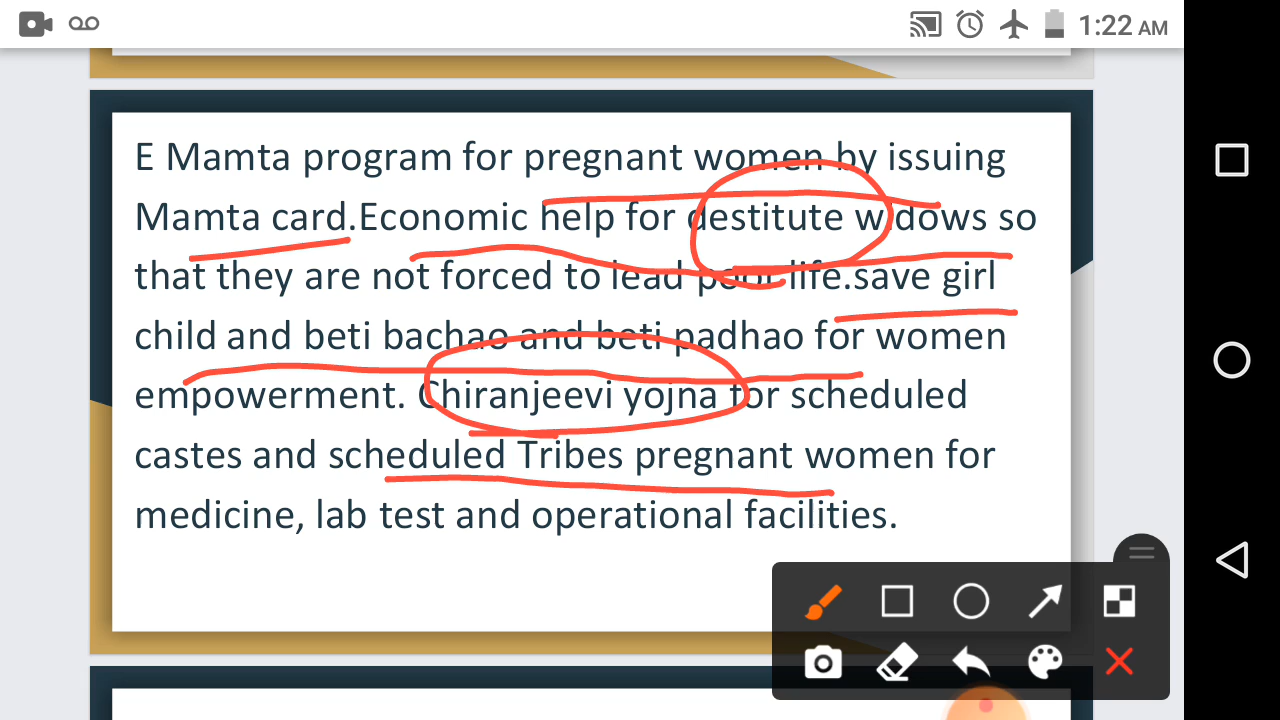 1:22 AM
E Mamta program for pregnant women by issuing
Mamta card.Economic help for destitute widows so
that they are not forced to lead poor life.save girl
child and beti bachao and beti padhao for women
empowerment. Chiranjeevi yojna for scheduled
castes and scheduled Tribes pregnant women for
medicine, lab test and operational facilities.